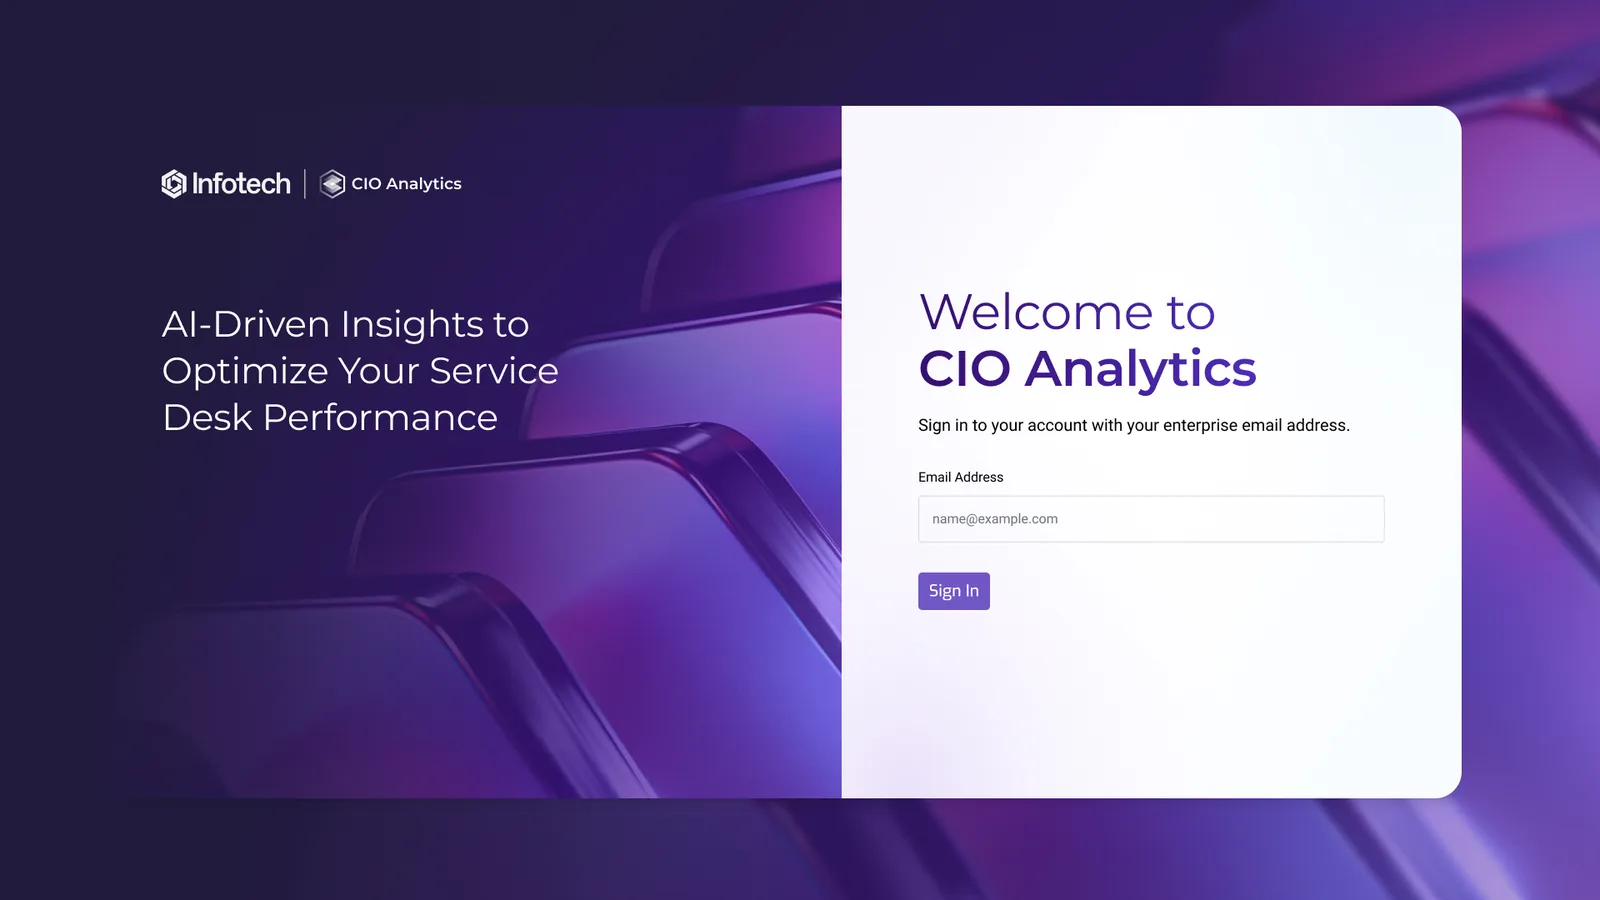 Infotech | CIO Analytics
AI-Driven Insights to
Optimize Your Service
Desk Performance
Welcome to
CIO Analytics
Sign in to your account with your enterprise email address.
Email Address
name@example.com
Sign In